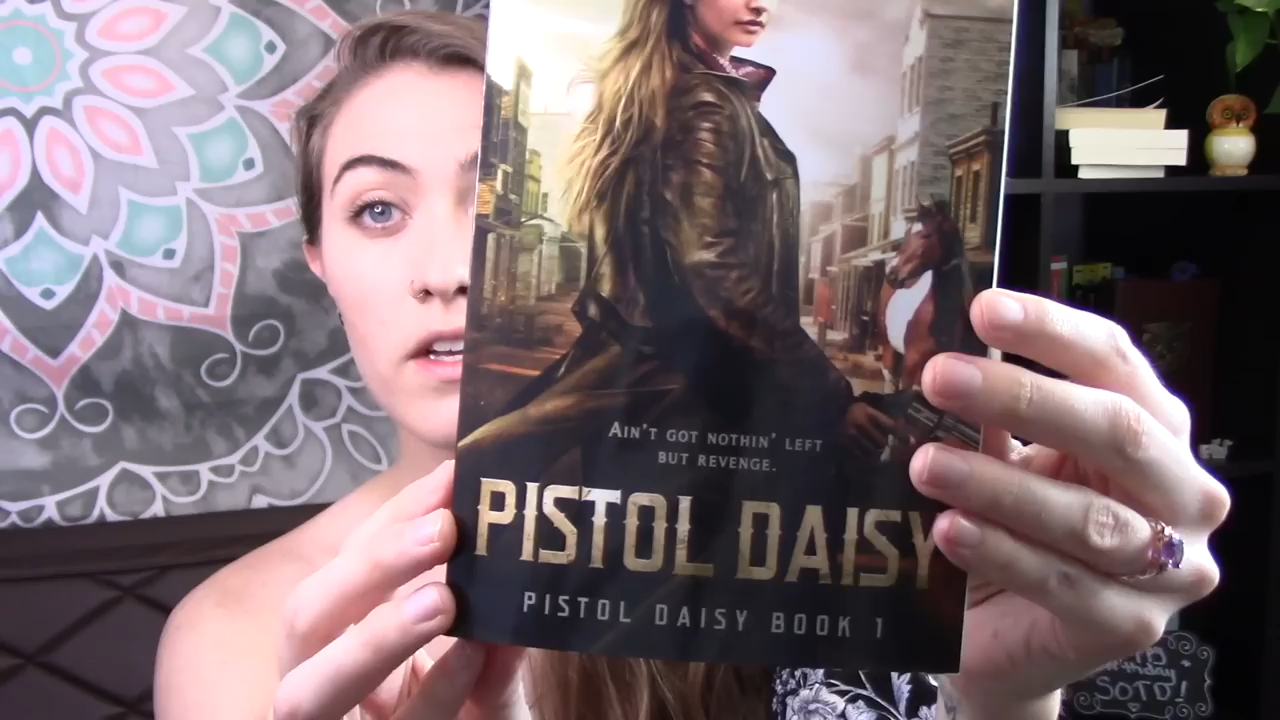 AIN'T GOT NOTHIN' LEFT
BUT REVENGE.
PISTOL DAISY
PISTOL DAISY BOOK 1
SOTD!